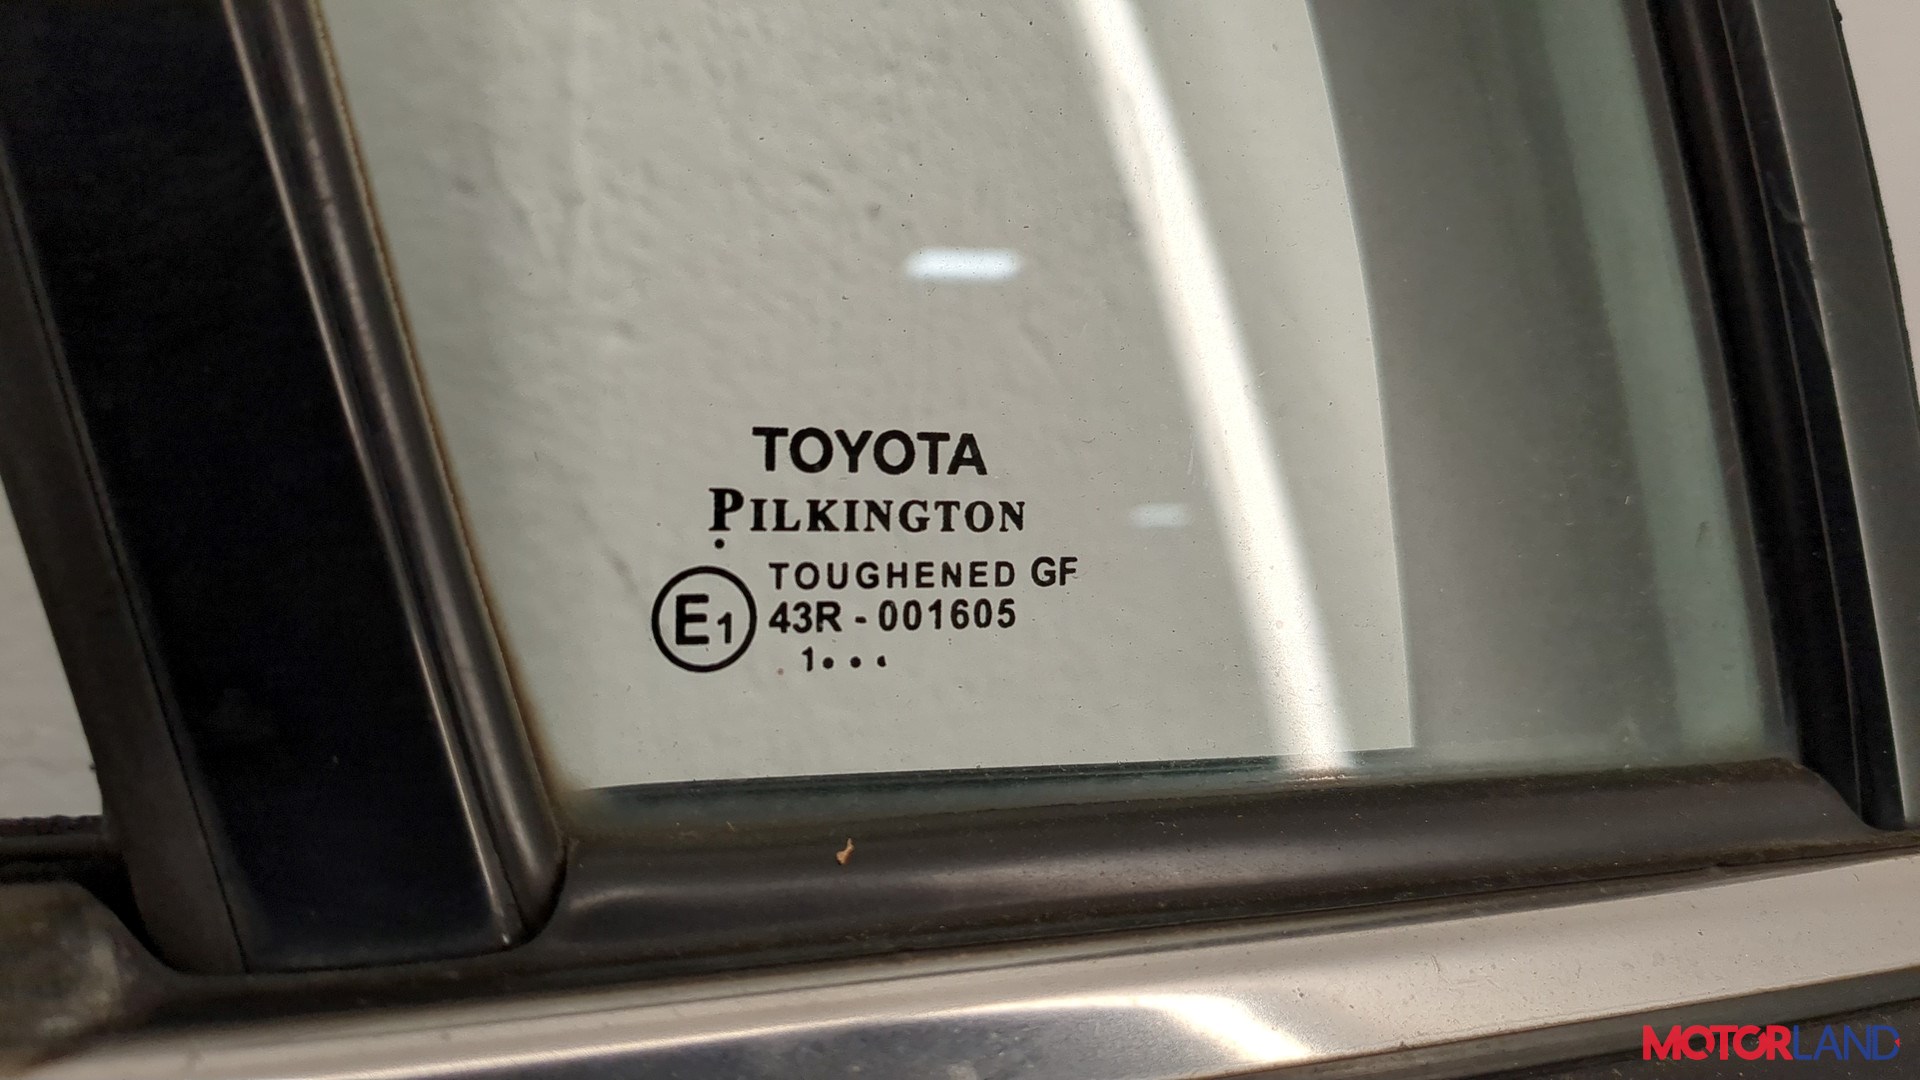 TOYOTA
PILKINGTON
TOUGHENED GF
E1 43R - 001605
1•••
MOTORLAND